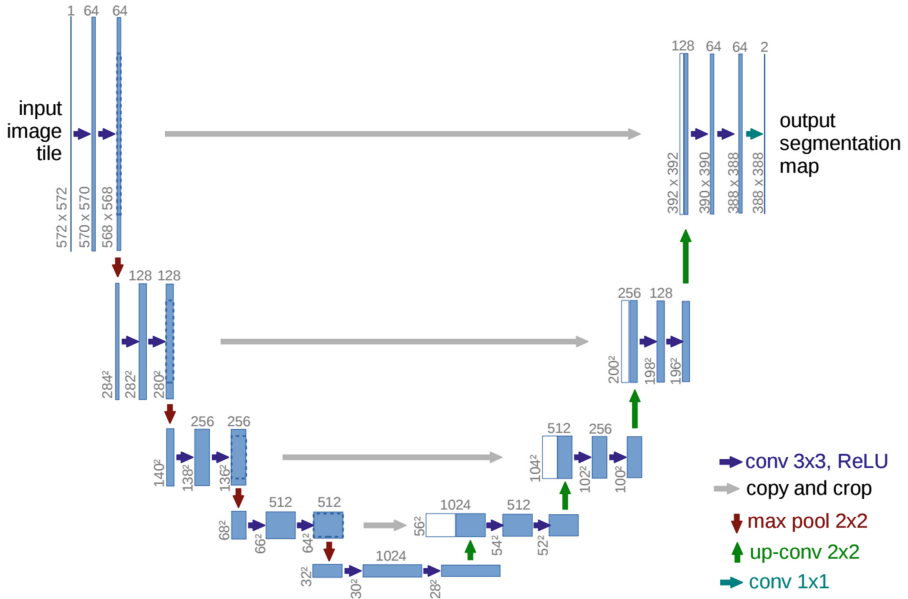 1 64 64
input
image
tile
572 x 572
570 x 570
568 x 568
128 64 64 2
output
segmentation
map
392 x 392
390 x 390
388 x 388
388 x 388
128 128
284²
282²
280²
256 128
200²
198²
196²
256 256
140²
138²
136²
512 256
104²
102²
100²
512 512
68²
66²
64²
1024 512
56²
54²
52²
1024
32²
30²
28²
conv 3x3, ReLU
copy and crop
max pool 2x2
up-conv 2x2
conv 1x1